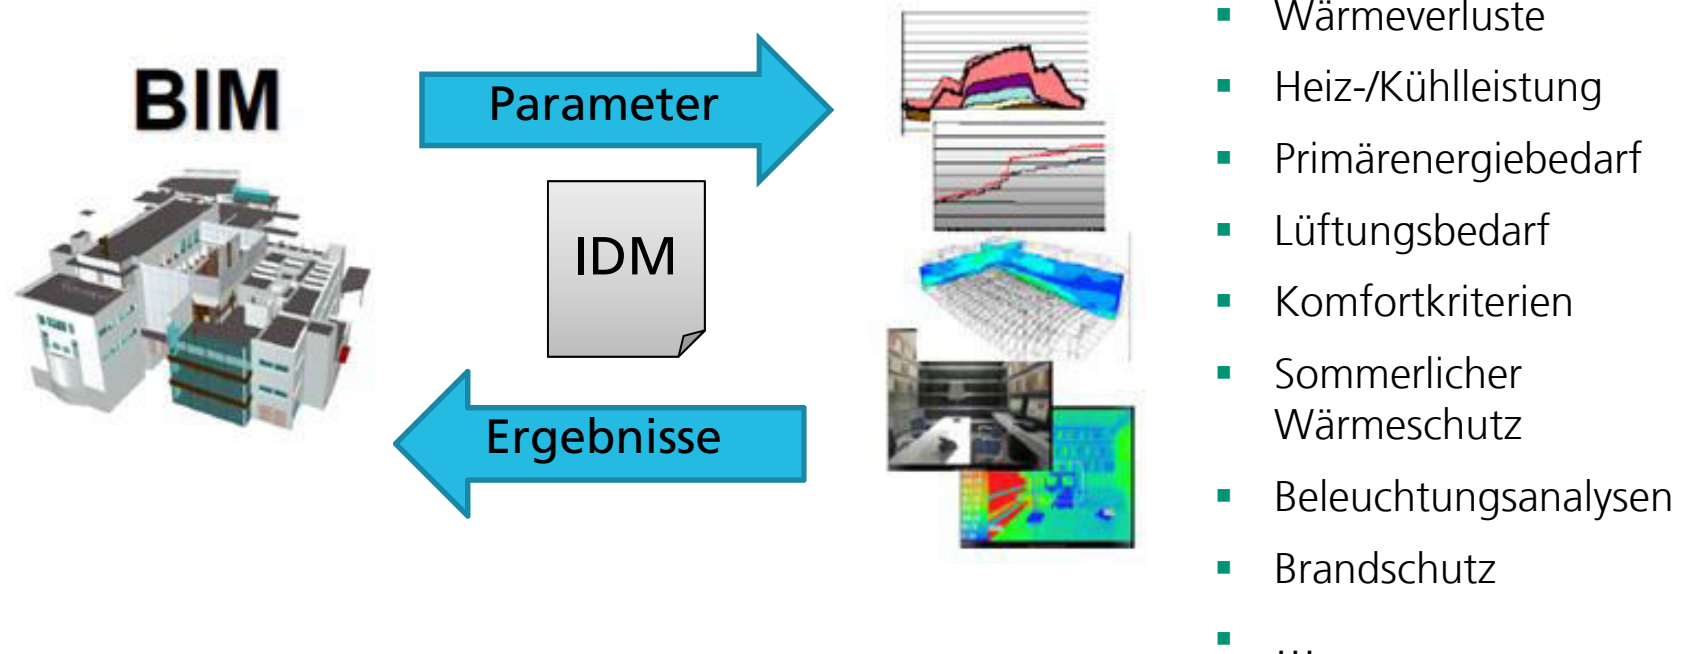 BIM
Parameter
IDM
Ergebnisse
Wärmeverluste
Heiz-/Kühlleistung
Primärenergiebedarf
Lüftungsbedarf
Komfortkriterien
Sommerlicher
Wärmeschutz
Beleuchtungsanalysen
Brandschutz
...